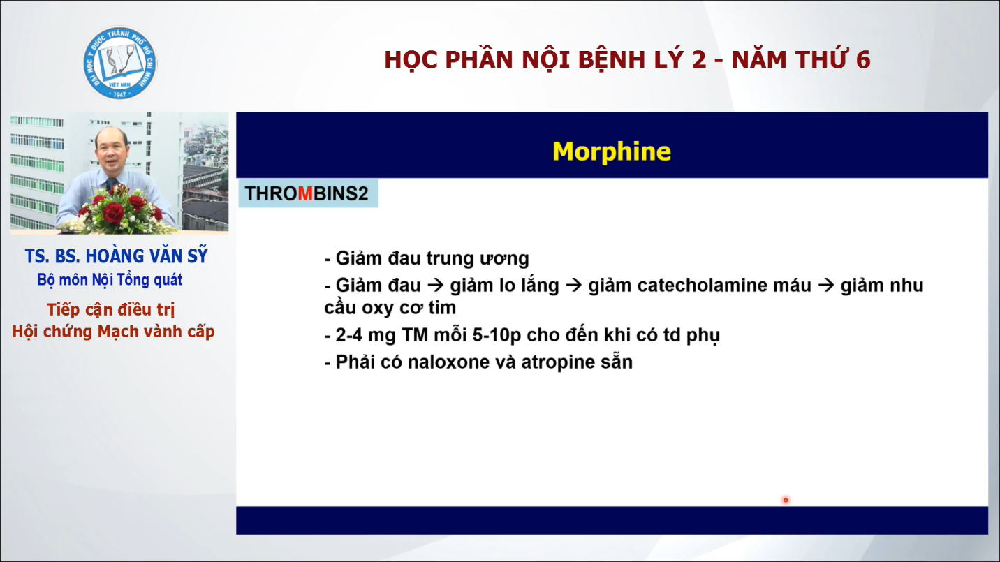 ĐẠI HỌC Y DƯỢC THÀNH PHỐ HỒ CHÍ MINH
VIỆT NAM
1947
HỌC PHẦN NỘI BỆNH LÝ 2 - NĂM THỨ 6
TS. BS. HOÀNG VĂN SỸ
Bộ môn Nội Tổng quát
Tiếp cận điều trị
Hội chứng Mạch vành cấp
Morphine
THROMBINS2
- Giảm đau trung ương
- Giảm đau → giảm lo lắng → giảm catecholamine máu → giảm nhu
cầu oxy cơ tim
- 2-4 mg TM mỗi 5-10p cho đến khi có td phụ
- Phải có naloxone và atropine sẵn